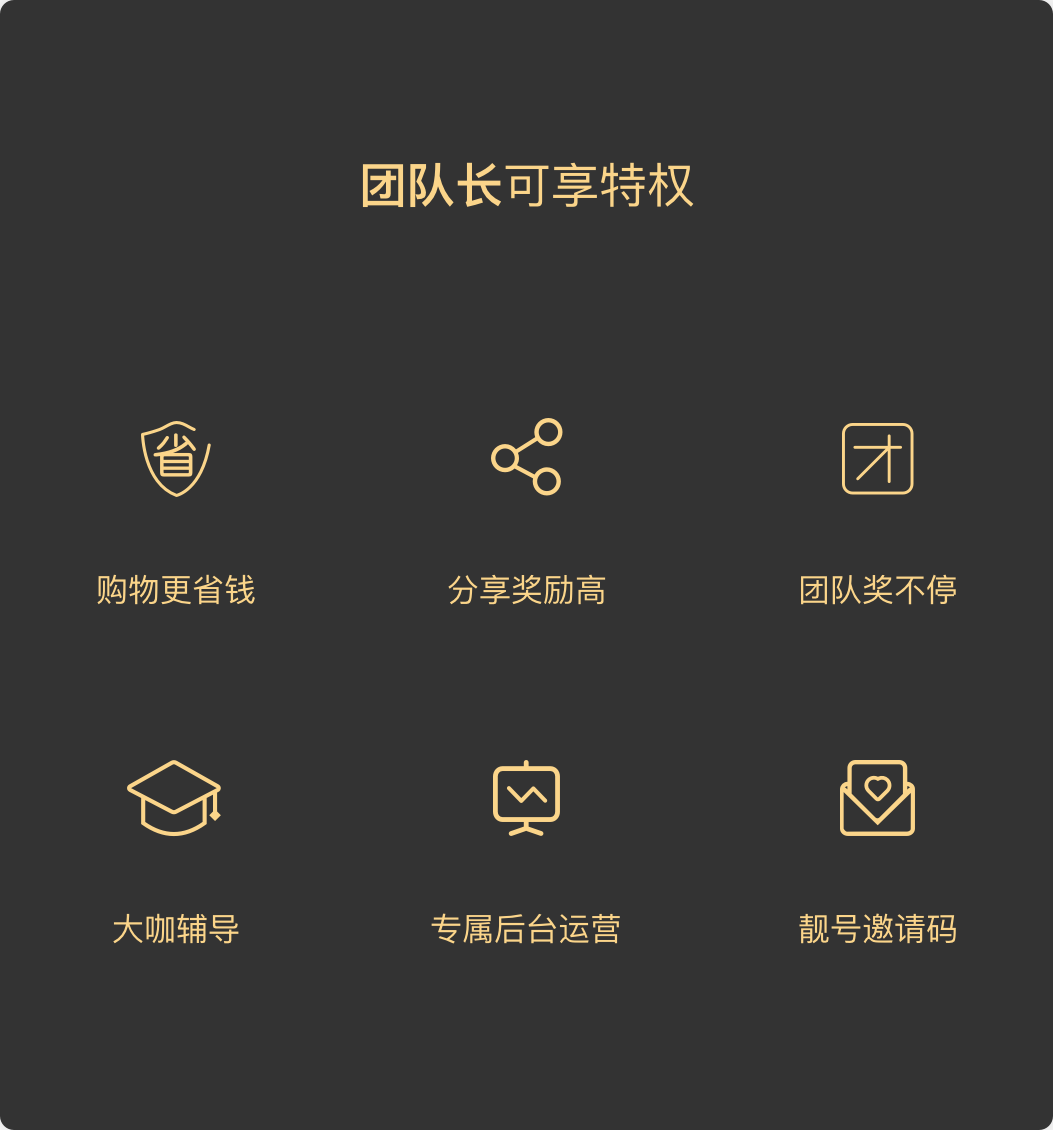 团队长可享特权
省
团
购物更省钱
分享奖励高
团队奖不停
大咖辅导
专属后台运营
靓号邀请码